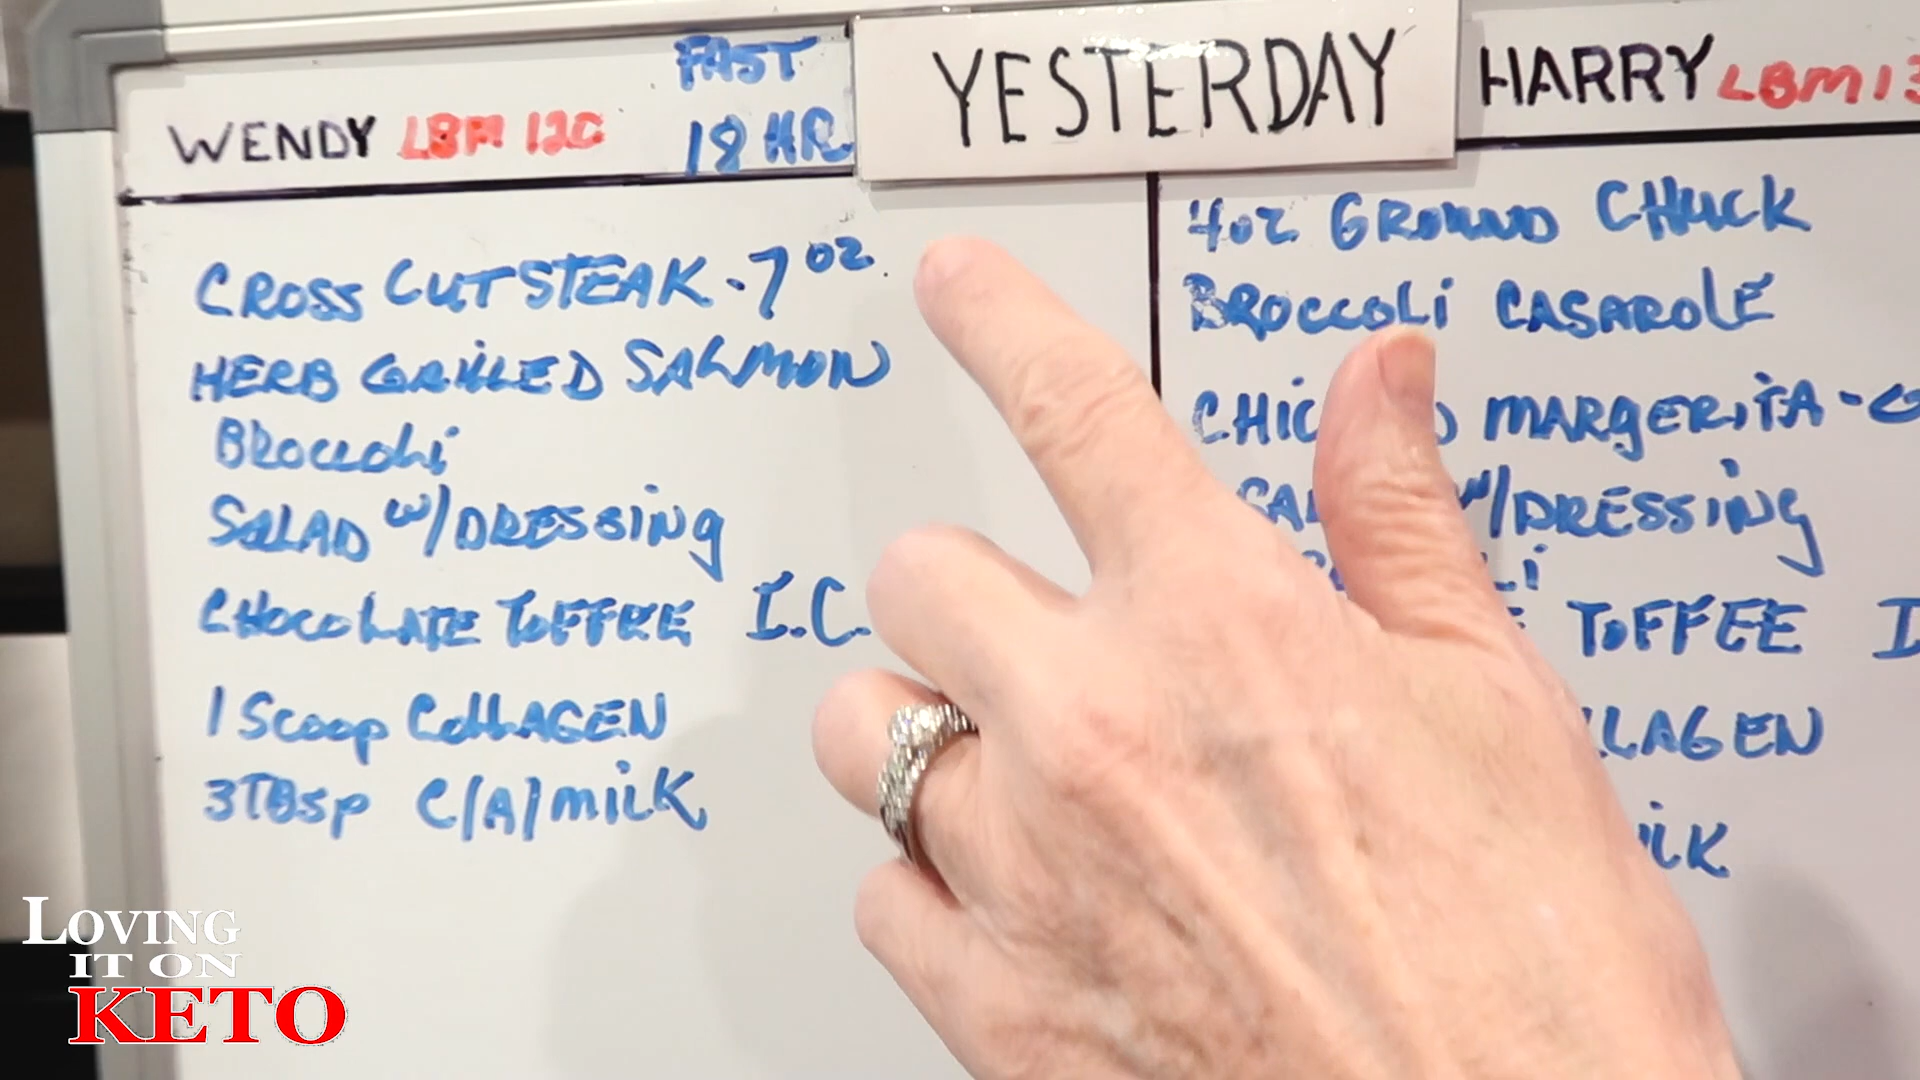 YESTERDAY
WENDY LBM 120
FAST
18 HR
CROSS CUT STEAK - 7 oz
HERB GRILLED SALMON
BROCCOLi
SALAD w/DRESSiNg
CHOCOLATE TOFFEE I.C.
1 Scoop COLLAGEN
3TBSp C/A/MiLK
HARRY LBM 13
4oz GROUND CHUCK
BROCCOLi CASAROLE
MARGERiTA -
w/DRESSiNg
TOFFEE
LOVING
IT ON
KETO